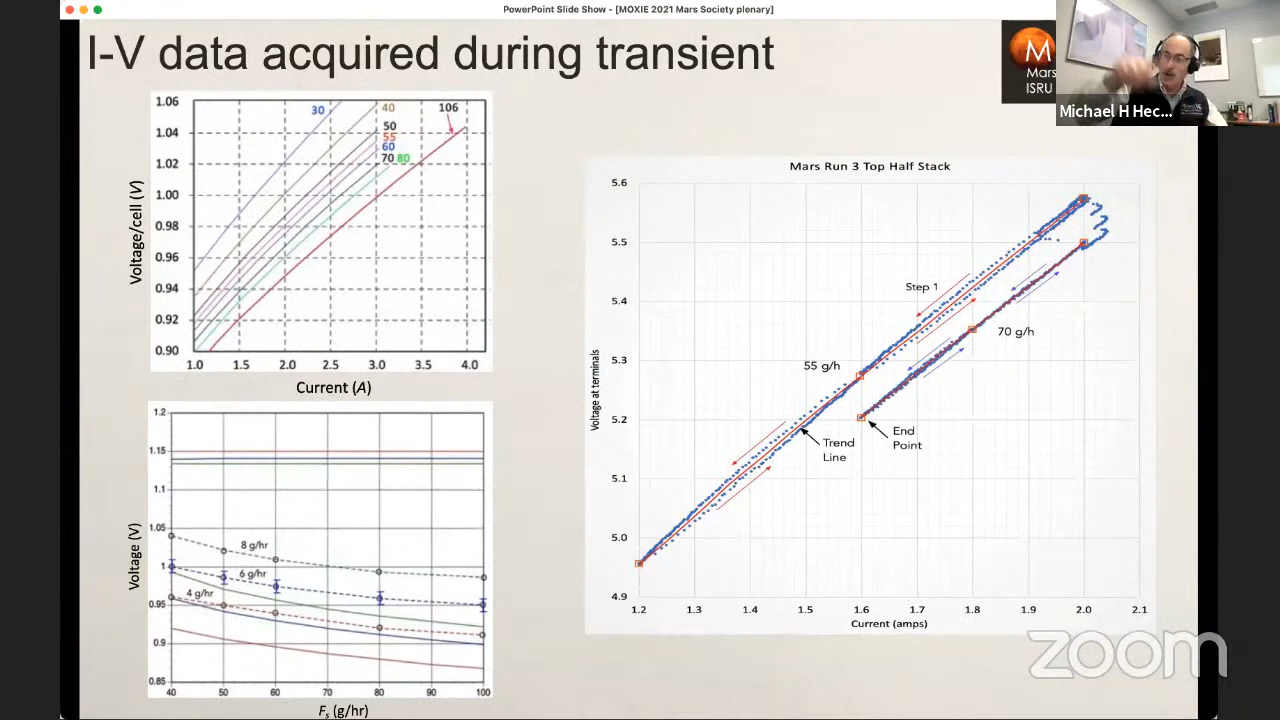 PowerPoint Slide Show - [MOXIE 2021 Mars Society plenary]
I-V data acquired during transient
M
Mars
ISRU
Michael H Hec...
1.06
1.04
1.02
1.00
0.98
0.96
0.94
0.92
0.90
Voltage/cell (V)
30
40
50
55
60
70 80
106
1.0 1.5 2.0 2.5 3.0 3.5 4.0
Current (A)
1.2
1.15
1.1
1.05
1
0.95
0.9
0.85
Voltage (V)
8 g/hr
6 g/hr
4 g/hr
40 50 60 80 100
Fs (g/hr)
Mars Run 3 Top Half Stack
5.6
5.5
5.4
5.3
5.2
5.1
5.0
4.9
Voltage at terminals
Step 1
70 g/h
55 g/h
End
Point
Trend
Line
1.2 1.3 1.4 1.5 1.6 1.7 1.8 1.9 2.0 2.1
Current (amps)
zoom